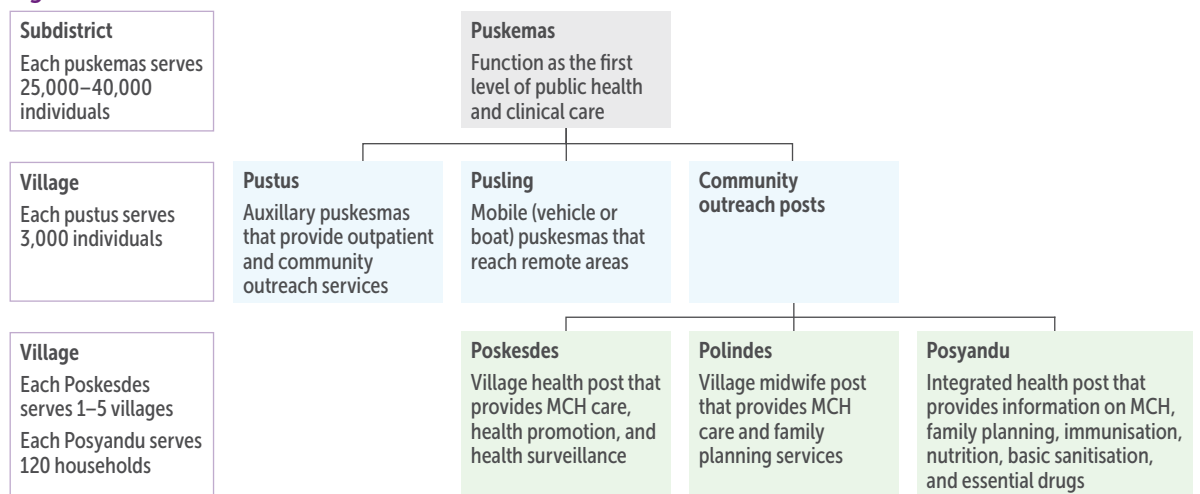 Subdistrict
Each puskemas serves
25,000–40,000
individuals
Puskemas
Function as the first
level of public health
and clinical care
Village
Each pustus serves
3,000 individuals
Pustus
Auxillary puskesmas
that provide outpatient
and community
outreach services
Pusling
Mobile (vehicle or
boat) puskesmas that
reach remote areas
Community
outreach posts
Village
Each Poskesdes
serves 1–5 villages
Each Posyandu serves
120 households
Poskesdes
Village health post that
provides MCH care,
health promotion, and
health surveillance
Polindes
Village midwife post
that provides MCH
care and family
planning services
Posyandu
Integrated health post that
provides information on MCH,
family planning, immunisation,
nutrition, basic sanitisation,
and essential drugs